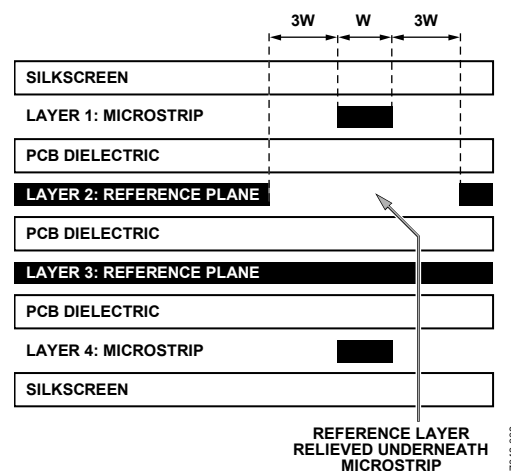 3W W 3W
SILKSCREEN
LAYER 1: MICROSTRIP
PCB DIELECTRIC
LAYER 2: REFERENCE PLANE
PCB DIELECTRIC
LAYER 3: REFERENCE PLANE
PCB DIELECTRIC
LAYER 4: MICROSTRIP
SILKSCREEN
REFERENCE LAYER
RELIEVED UNDERNEATH
MICROSTRIP